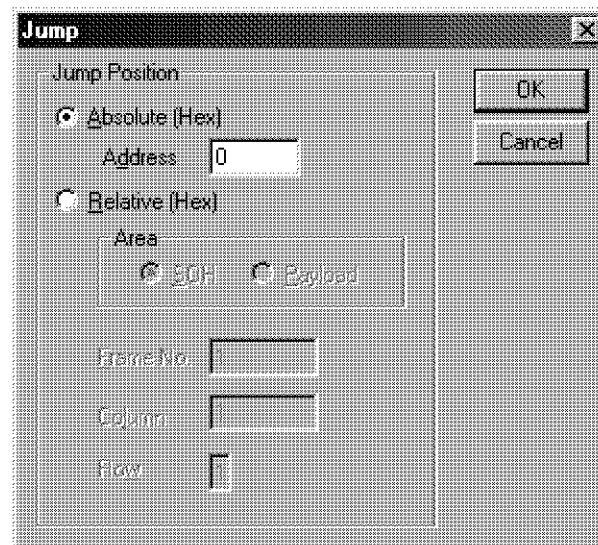 Jump
Jump Position
Absolute (Hex)
Address 0
Relative (Hex)
Area
SOH Payload
Frame No
Column
Row
OK
Cancel